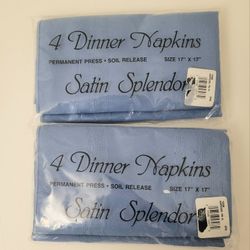 4 Dinner Napkins
PERMANENT PRESS • SOIL RELEASE SIZE 17" X 17"
Satin Splendor
4 Dinner Napkins
PERMANENT PRESS • SOIL RELEASE SIZE 17" X 17"
Satin Splendor